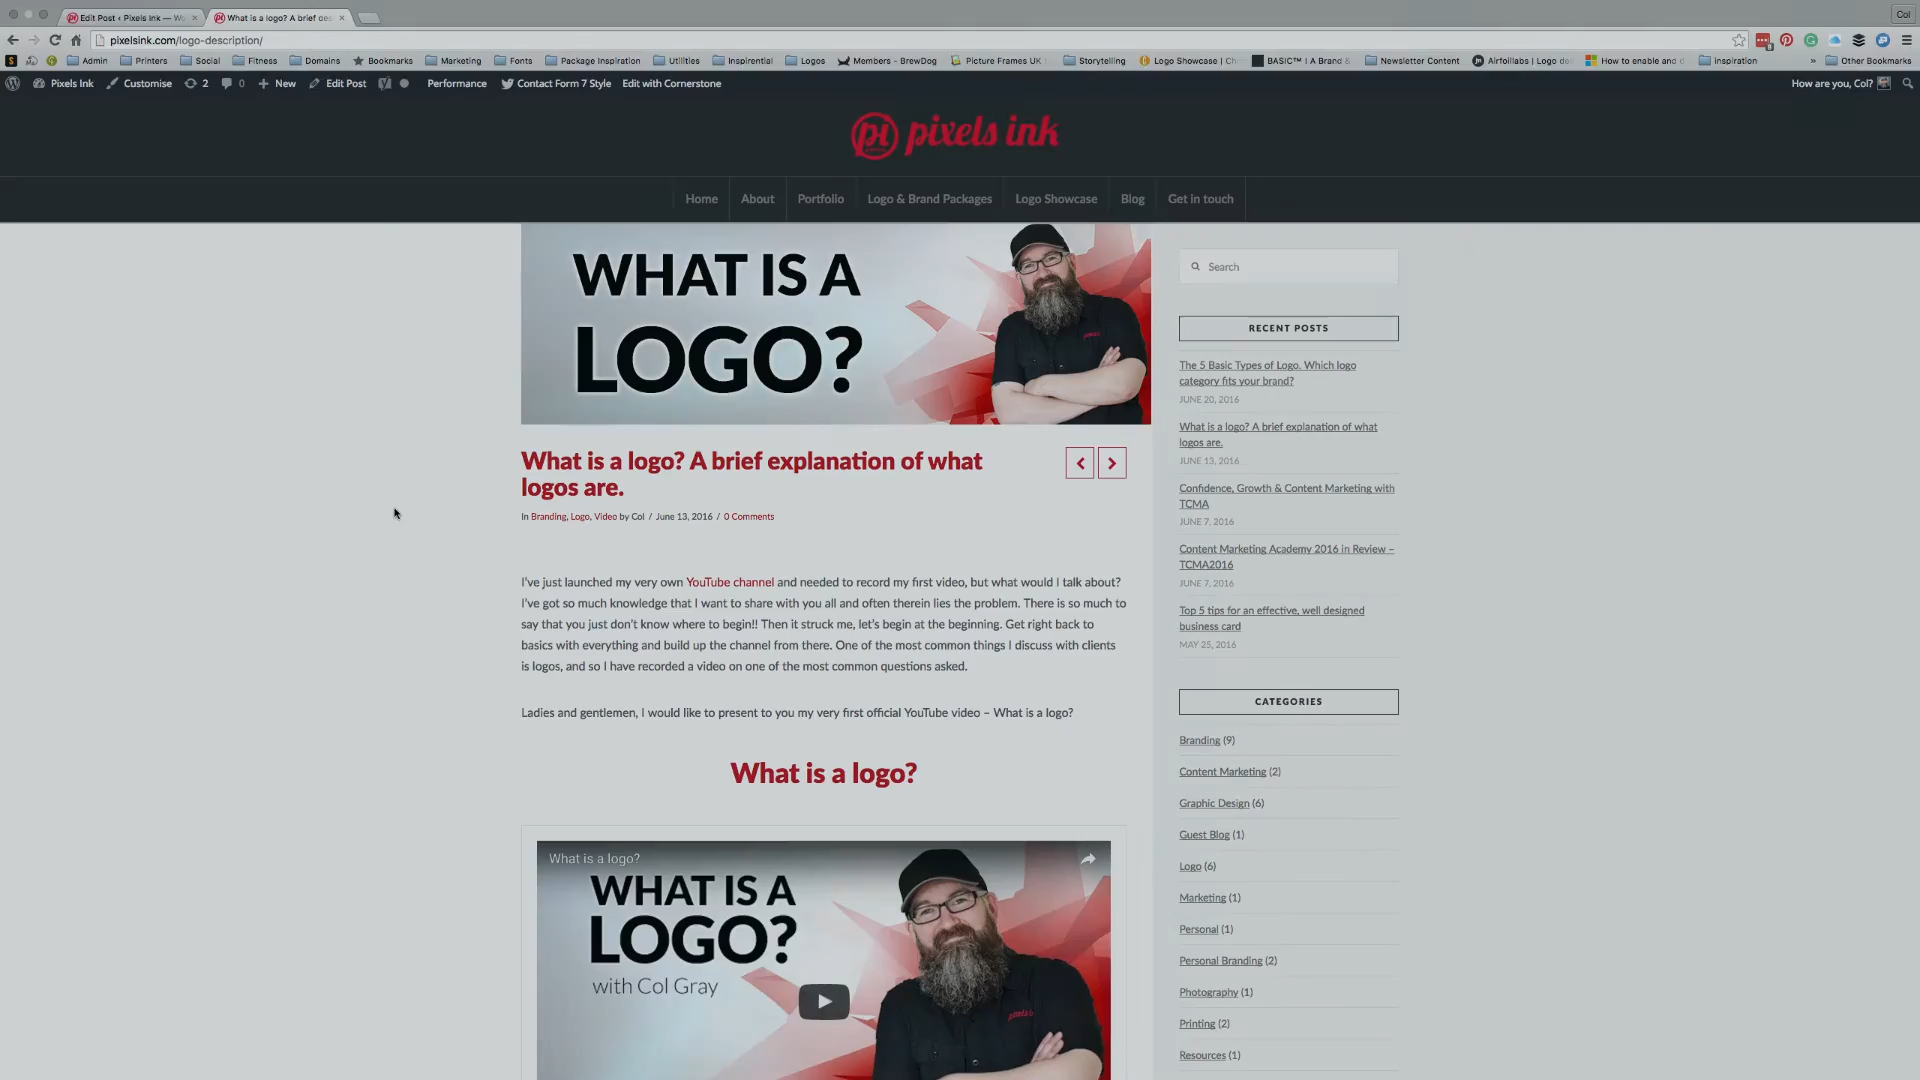 Edit Post ‹ Pixels Ink — Wo
What is a logo? A brief des
Col
pixelsink.com/logo-description/
Admin Printers Social Fitness Domains Bookmarks Marketing Fonts Package Inspiration Utilities Inspirential Logos Members - BrewDog Picture Frames UK Storytelling Logo Showcase | Ch BASIC™ | A Brand & Newsletter Content Airfoillabs | Logo de How to enable and d inspiration » Other Bookmarks
Pixels Ink Customise 2 0 New Edit Post Performance Contact Form 7 Style Edit with Cornerstone How are you, Col?
pi pixels ink
Home About Portfolio Logo & Brand Packages Logo Showcase Blog Get in touch
WHAT IS A
LOGO?
What is a logo? A brief explanation of what
logos are.
In Branding, Logo, Video by Col / June 13, 2016 / 0 Comments
I've just launched my very own YouTube channel and needed to record my first video, but what would I talk about?
I've got so much knowledge that I want to share with you all and often therein lies the problem. There is so much to
say that you just don't know where to begin!! Then it struck me, let's begin at the beginning. Get right back to
basics with everything and build up the channel from there. One of the most common things I discuss with clients
is logos, and so I have recorded a video on one of the most common questions asked.
Ladies and gentlemen, I would like to present to you my very first official YouTube video – What is a logo?
What is a logo?
What is a logo?
WHAT IS A
LOGO?
with Col Gray
Search
RECENT POSTS
The 5 Basic Types of Logo. Which logo
category fits your brand?
JUNE 20, 2016
What is a logo? A brief explanation of what
logos are.
JUNE 13, 2016
Confidence, Growth & Content Marketing with
TCMA
JUNE 7, 2016
Content Marketing Academy 2016 in Review –
TCMA2016
JUNE 7, 2016
Top 5 tips for an effective, well designed
business card
MAY 25, 2016
CATEGORIES
Branding (9)
Content Marketing (2)
Graphic Design (6)
Guest Blog (1)
Logo (6)
Marketing (1)
Personal (1)
Personal Branding (2)
Photography (1)
Printing (2)
Resources (1)